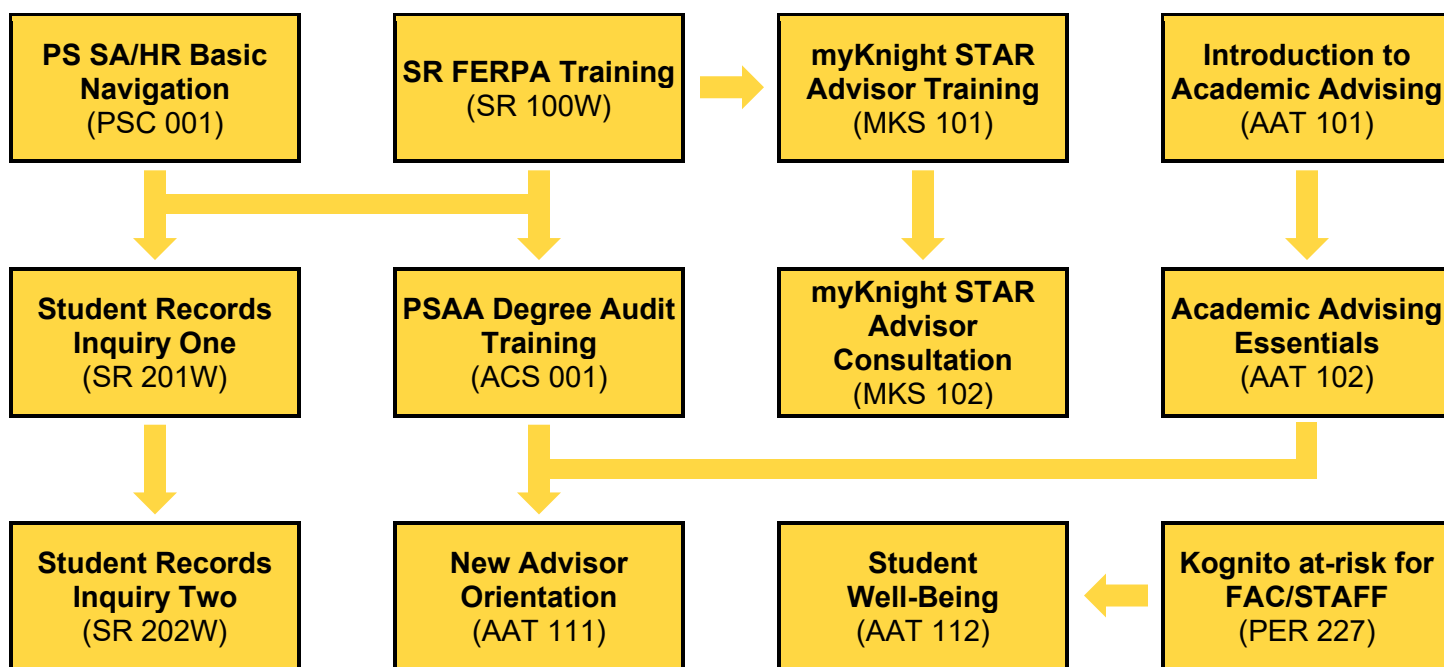 PS SA/HR Basic
Navigation
(PSC 001)
SR FERPA Training
(SR 100W)
myKnight STAR
Advisor Training
(MKS 101)
Introduction to
Academic Advising
(AAT 101)
Student Records
Inquiry One
(SR 201W)
PSAA Degree Audit
Training
(ACS 001)
myKnight STAR
Advisor
Consultation
(MKS 102)
Academic Advising
Essentials
(AAT 102)
Student Records
Inquiry Two
(SR 202W)
New Advisor
Orientation
(AAT 111)
Student
Well-Being
(AAT 112)
Kognito at-risk for
FAC/STAFF
(PER 227)